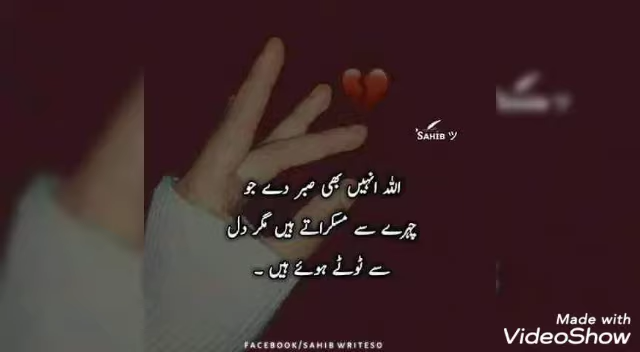 SAHIB ツ
اللہ انہیں بھی صبر دے جو
چہرے سے مسکراتے ہیں مگر دل
سے ٹوٹے ہوئے ہیں ۔
FACEBOOK/SAHIB WRITESO
Made with
VideoShow